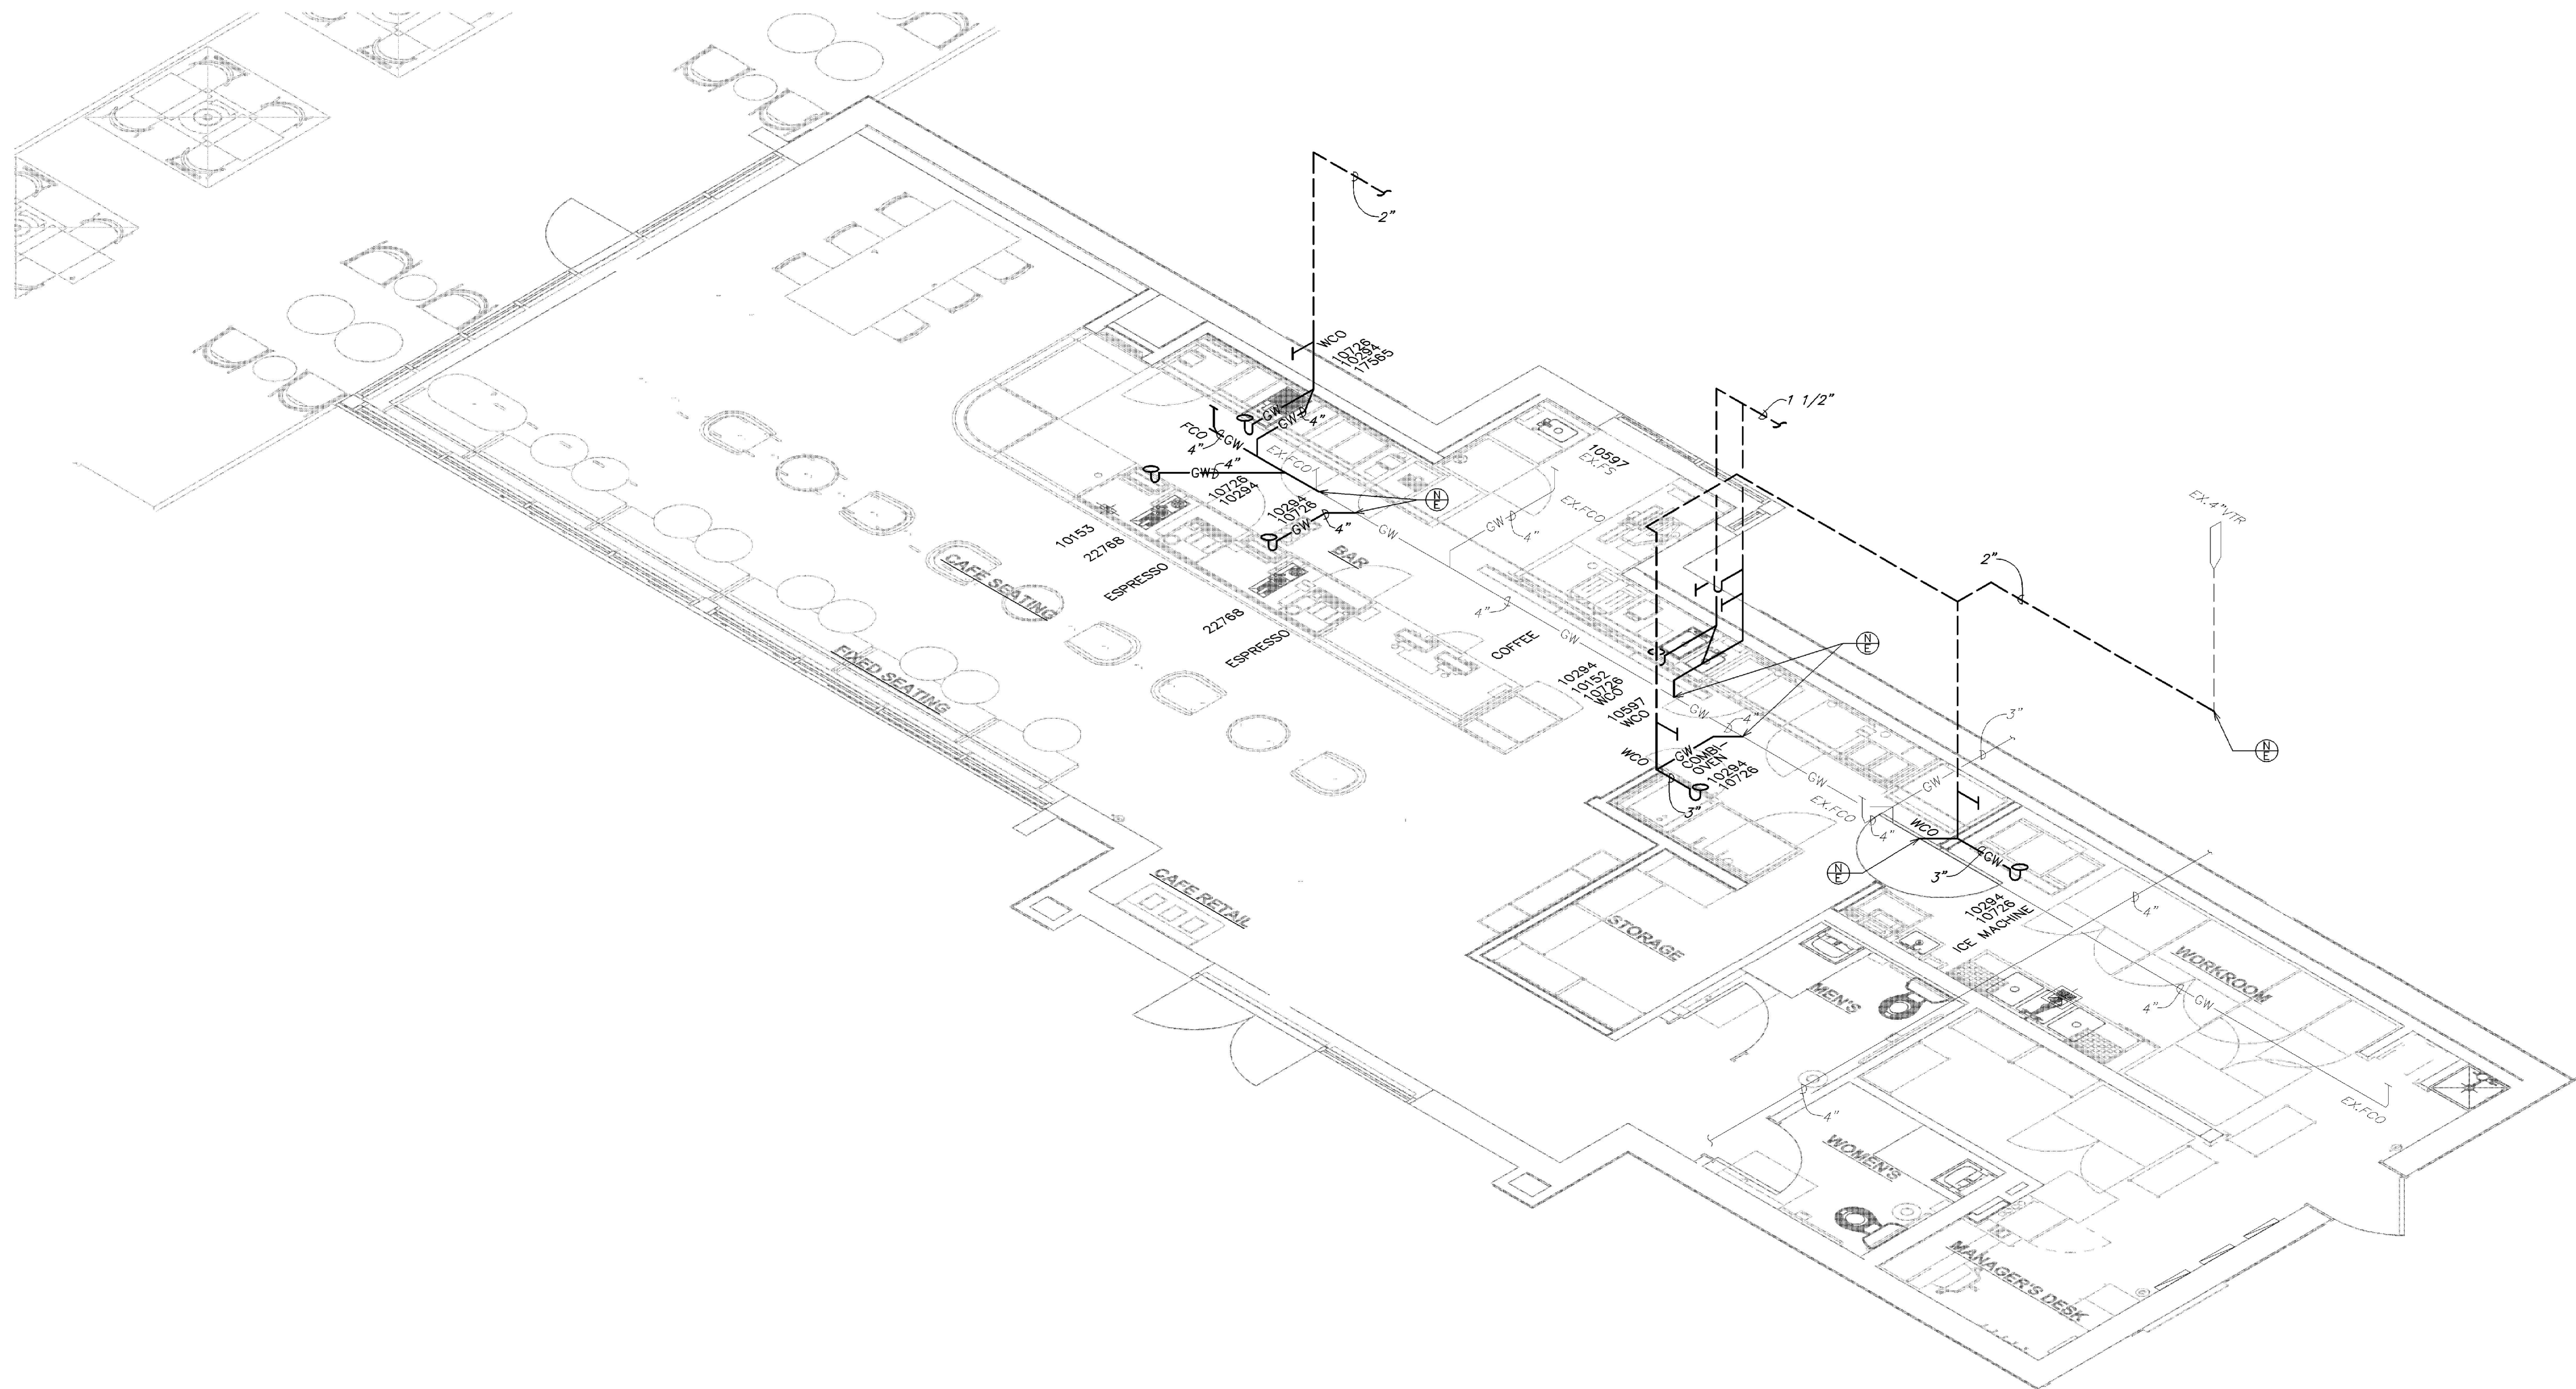 2"
WCO
10726
10294
17565
1 1/2"
GW
GW
4"
FCO
4"
GW
EX.FCO
GW
4"
10726
10294
10294
10726
GW
4"
N
E
10597
EX.FS
EX.FCO
GW
4"
GW
EX.4"VTR
10153
22768
ESPRESSO
BAR
CAFE SEATING
22768
ESPRESSO
4"
GW
COFFEE
2"
N
E
FIXED SEATING
10294
10152
10726
WCO
10597
WCO
GW
4"
3"
N
E
WCO
GW
COMBI-
OVEN
10294
10726
3"
GW
GW
EX.FCO
4"
WCO
GW
3"
N
E
4"
CAFE RETAIL
STORAGE
10294
10726
ICE MACHINE
WORKROOM
MEN'S
4"
GW
4"
EX.FCO
WOMEN'S
MANAGER'S DESK